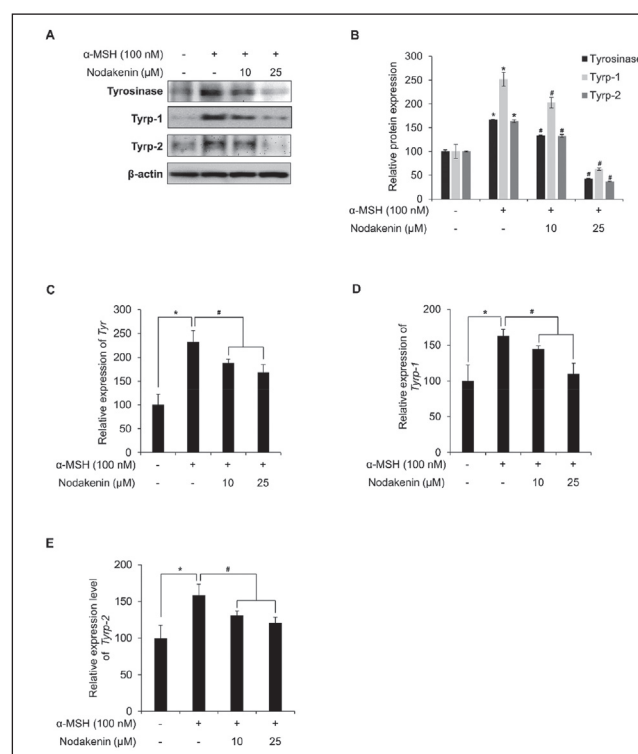 A
α-MSH (100 nM) - + + +
Nodakenin (μM) - - 10 25
Tyrosinase
Tyrp-1
Tyrp-2
β-actin
B
Relative protein expression
300
250
200
150
100
50
0
Tyrosinase
Tyrp-1
Tyrp-2
* * *
# # #
# # #
α-MSH (100 nM) - + + +
Nodakenin (μM) - - 10 25
C
Relative expression of Tyr
300
250
200
150
100
50
0
* #
α-MSH (100 nM) - + + +
Nodakenin (μM) - - 10 25
D
Relative expression of
Tyrp-1
200
150
100
50
0
* #
α-MSH (100 nM) - + + +
Nodakenin (μM) - - 10 25
E
Relative expression level
of Tyrp-2
200
150
100
50
0
* #
α-MSH (100 nM) - + + +
Nodakenin (μM) - - 10 25